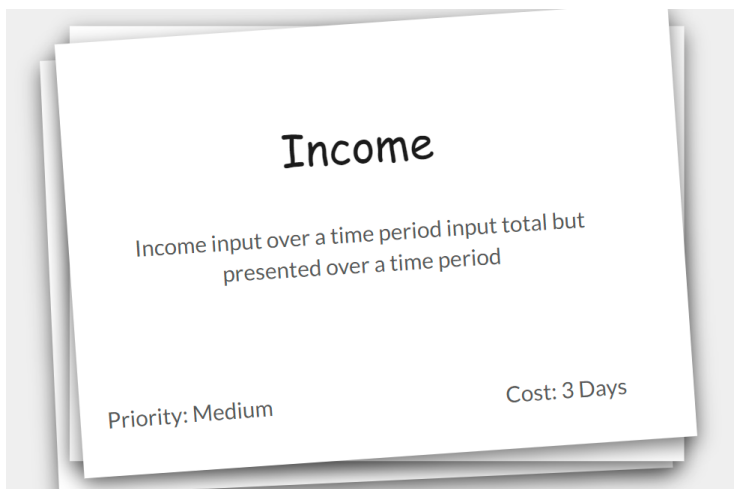 Income
Income input over a time period input total but
presented over a time period
Priority: Medium
Cost: 3 Days